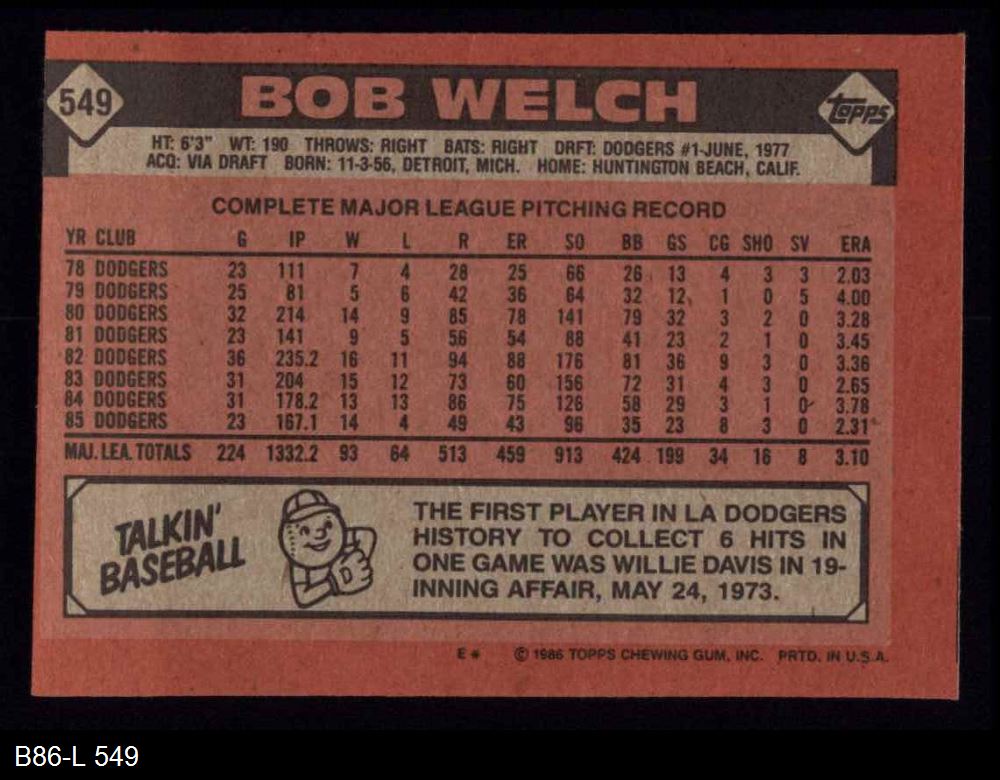 549
BOB WELCH
Topps
HT: 6'3" WT: 190 THROWS: RIGHT BATS: RIGHT DRFT: DODGERS #1-JUNE, 1977
ACQ: VIA DRAFT BORN: 11-3-56, DETROIT, MICH. HOME: HUNTINGTON BEACH, CALIF.
COMPLETE MAJOR LEAGUE PITCHING RECORD
YR CLUB G IP W L R ER SO BB GS CG SHO SV ERA
78 DODGERS 23 111 7 4 28 25 66 26 13 4 3 3 2.03
79 DODGERS 25 81 5 6 42 36 64 32 12 1 0 5 4.00
80 DODGERS 32 214 14 9 85 78 141 79 32 3 2 0 3.28
81 DODGERS 23 141 9 5 56 54 88 41 23 2 1 0 3.45
82 DODGERS 36 235.2 16 11 94 88 176 81 36 9 3 0 3.36
83 DODGERS 31 204 15 12 73 60 156 72 31 4 3 0 2.65
84 DODGERS 31 178.2 13 13 86 75 126 58 29 3 1 0 3.78
85 DODGERS 23 167.1 14 4 49 43 96 35 23 8 3 0 2.31
MAJ. LEA. TOTALS 224 1332.2 93 64 513 459 913 424 199 34 16 8 3.10
TALKIN'
BASEBALL
D
THE FIRST PLAYER IN LA DODGERS
HISTORY TO COLLECT 6 HITS IN
ONE GAME WAS WILLIE DAVIS IN 19-
INNING AFFAIR, MAY 24, 1973.
E* © 1986 TOPPS CHEWING GUM, INC. PRTD. IN U.S.A.
B86-L 549